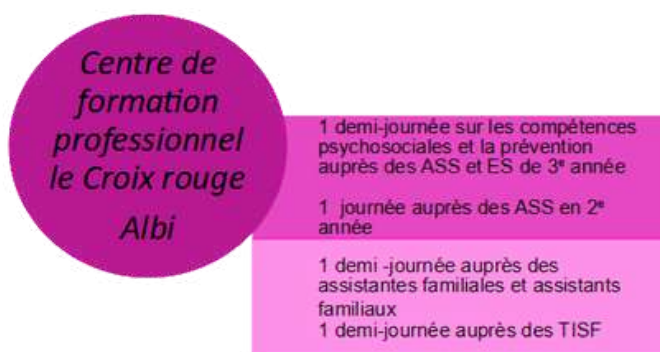 Centre de
formation
professionnel
le Croix rouge
Albi
1 demi-journée sur les compétences
psychosociales et la prévention
auprès des ASS et ES de 3e année
1 journée auprès des ASS en 2e
année
1 demi -journée auprès des
assistantes familiales et assistants
familiaux
1 demi-journée auprès des TISF